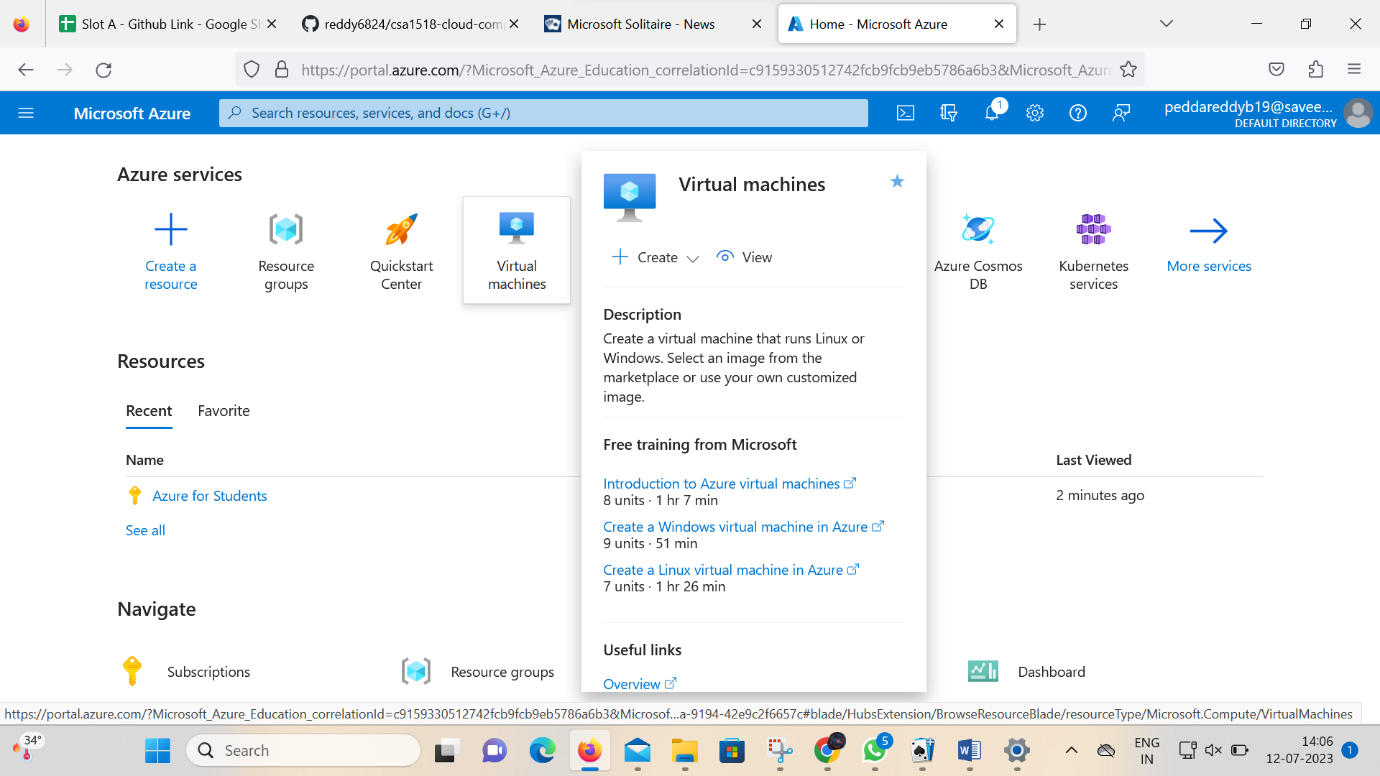 Slot A - Github Link - Google Sh
reddy6824/csa1518-cloud-comp
Microsoft Solitaire - News
Home - Microsoft Azure
https://portal.azure.com/?Microsoft_Azure_Education_correlationId=c9159330512742fcb9fcb9eb5786a6b3&Microsoft_Azure
Microsoft Azure
Search resources, services, and docs (G+/)
1
peddareddyb19@savee...
DEFAULT DIRECTORY
Azure services
Create a
resource
Resource
groups
Quickstart
Center
Virtual
machines
Virtual machines
Create
View
Description
Create a virtual machine that runs Linux or
Windows. Select an image from the
marketplace or use your own customized
image.
Free training from Microsoft
Introduction to Azure virtual machines
8 units · 1 hr 7 min
Create a Windows virtual machine in Azure
9 units · 51 min
Create a Linux virtual machine in Azure
7 units · 1 hr 26 min
Useful links
Overview
Azure Cosmos
DB
Kubernetes
services
More services
Resources
Recent
Favorite
Name
Last Viewed
Azure for Students
2 minutes ago
See all
Navigate
Subscriptions
Resource groups
Dashboard
https://portal.azure.com/?Microsoft_Azure_Education_correlationId=c9159330512742fcb9fcb9eb5786a6b3&Microsof...a-9194-42e9c2f6657c#blade/HubsExtension/BrowseResourceBlade/resourceType/Microsoft.Compute/VirtualMachines
34°
Search
5
ENG
IN
14:06
12-07-2023
1